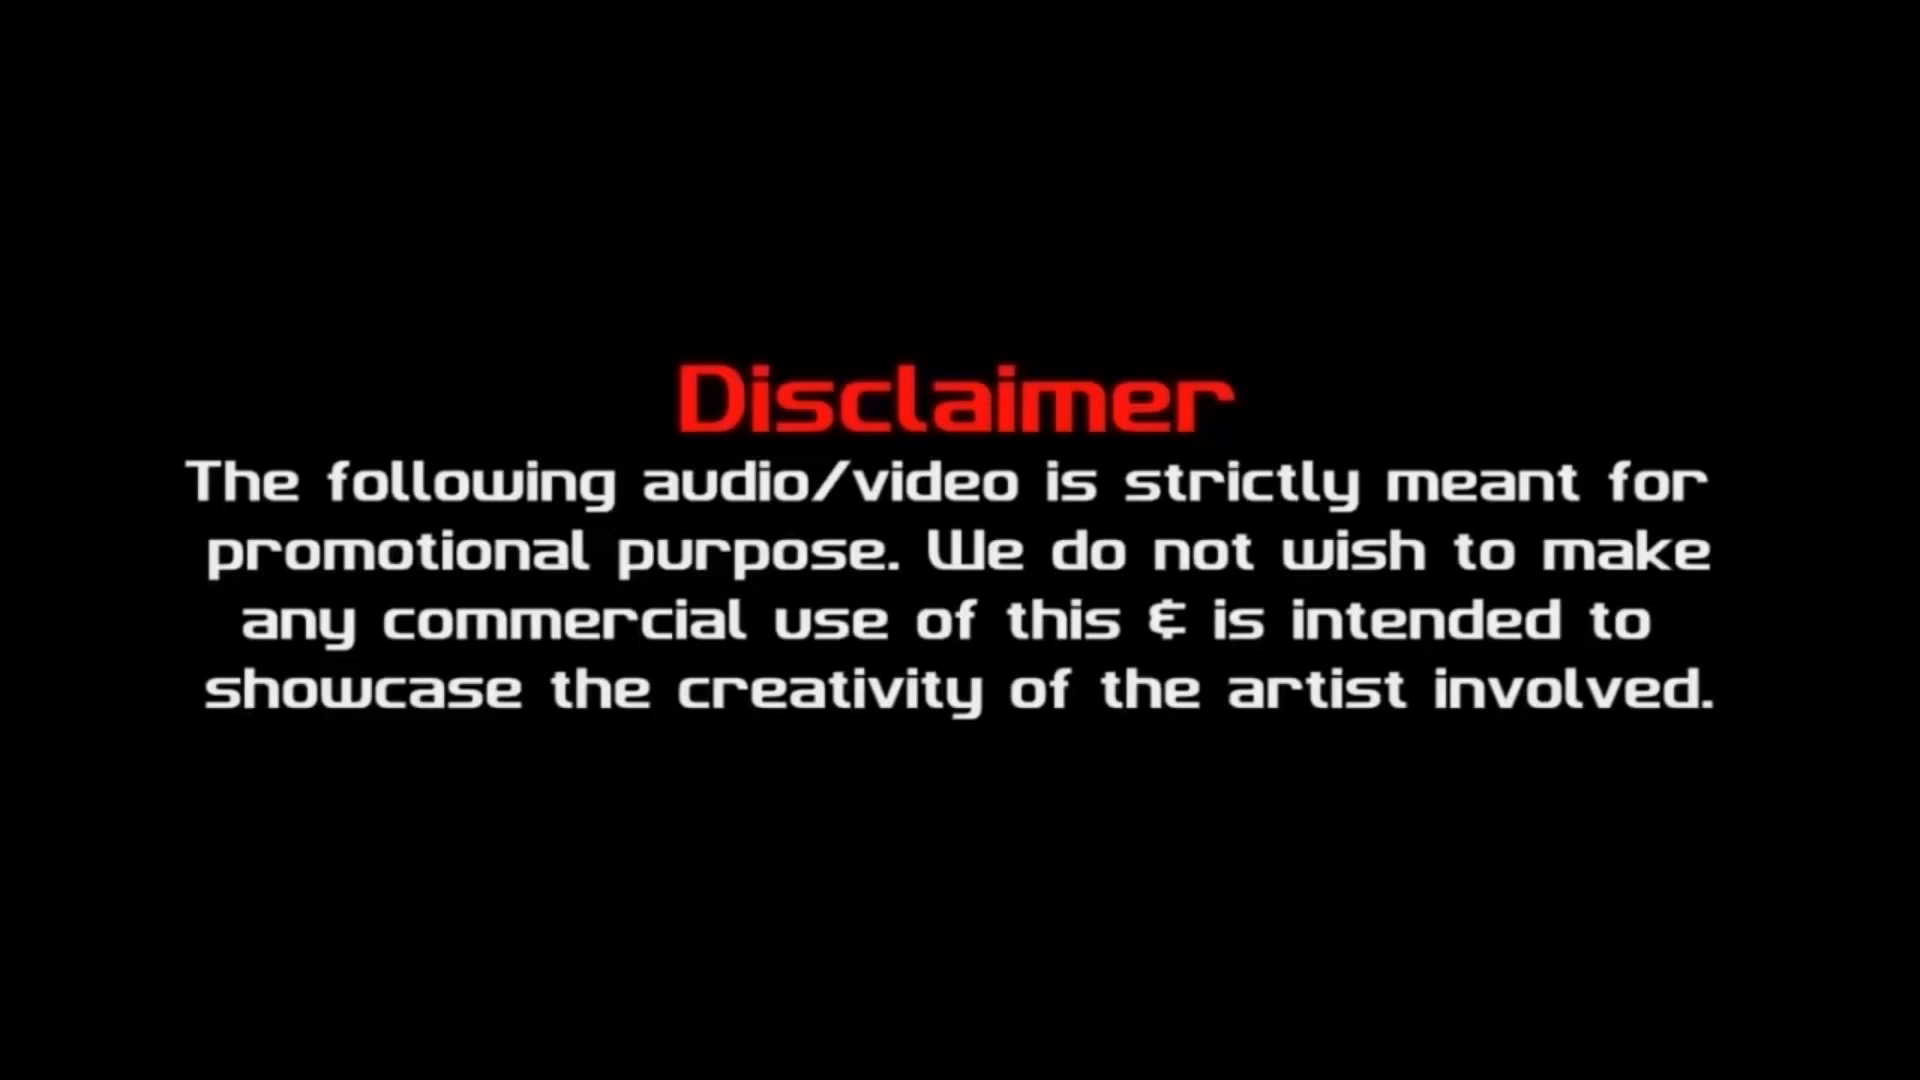 Disclaimer
The following audio/video is strictly meant for
promotional purpose. We do not wish to make
any commercial use of this & is intended to
showcase the creativity of the artist involved.